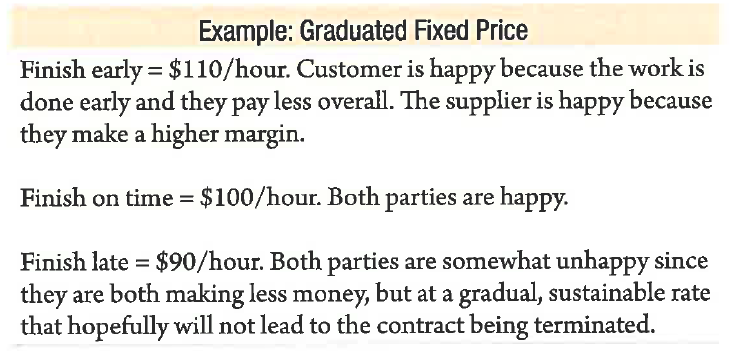 Example: Graduated Fixed Price
Finish early = $110/hour. Customer is happy because the work is
done early and they pay less overall. The supplier is happy because
they make a higher margin.
Finish on time = $100/hour. Both parties are happy.
Finish late = $90/hour. Both parties are somewhat unhappy since
they are both making less money, but at a gradual, sustainable rate
that hopefully will not lead to the contract being terminated.